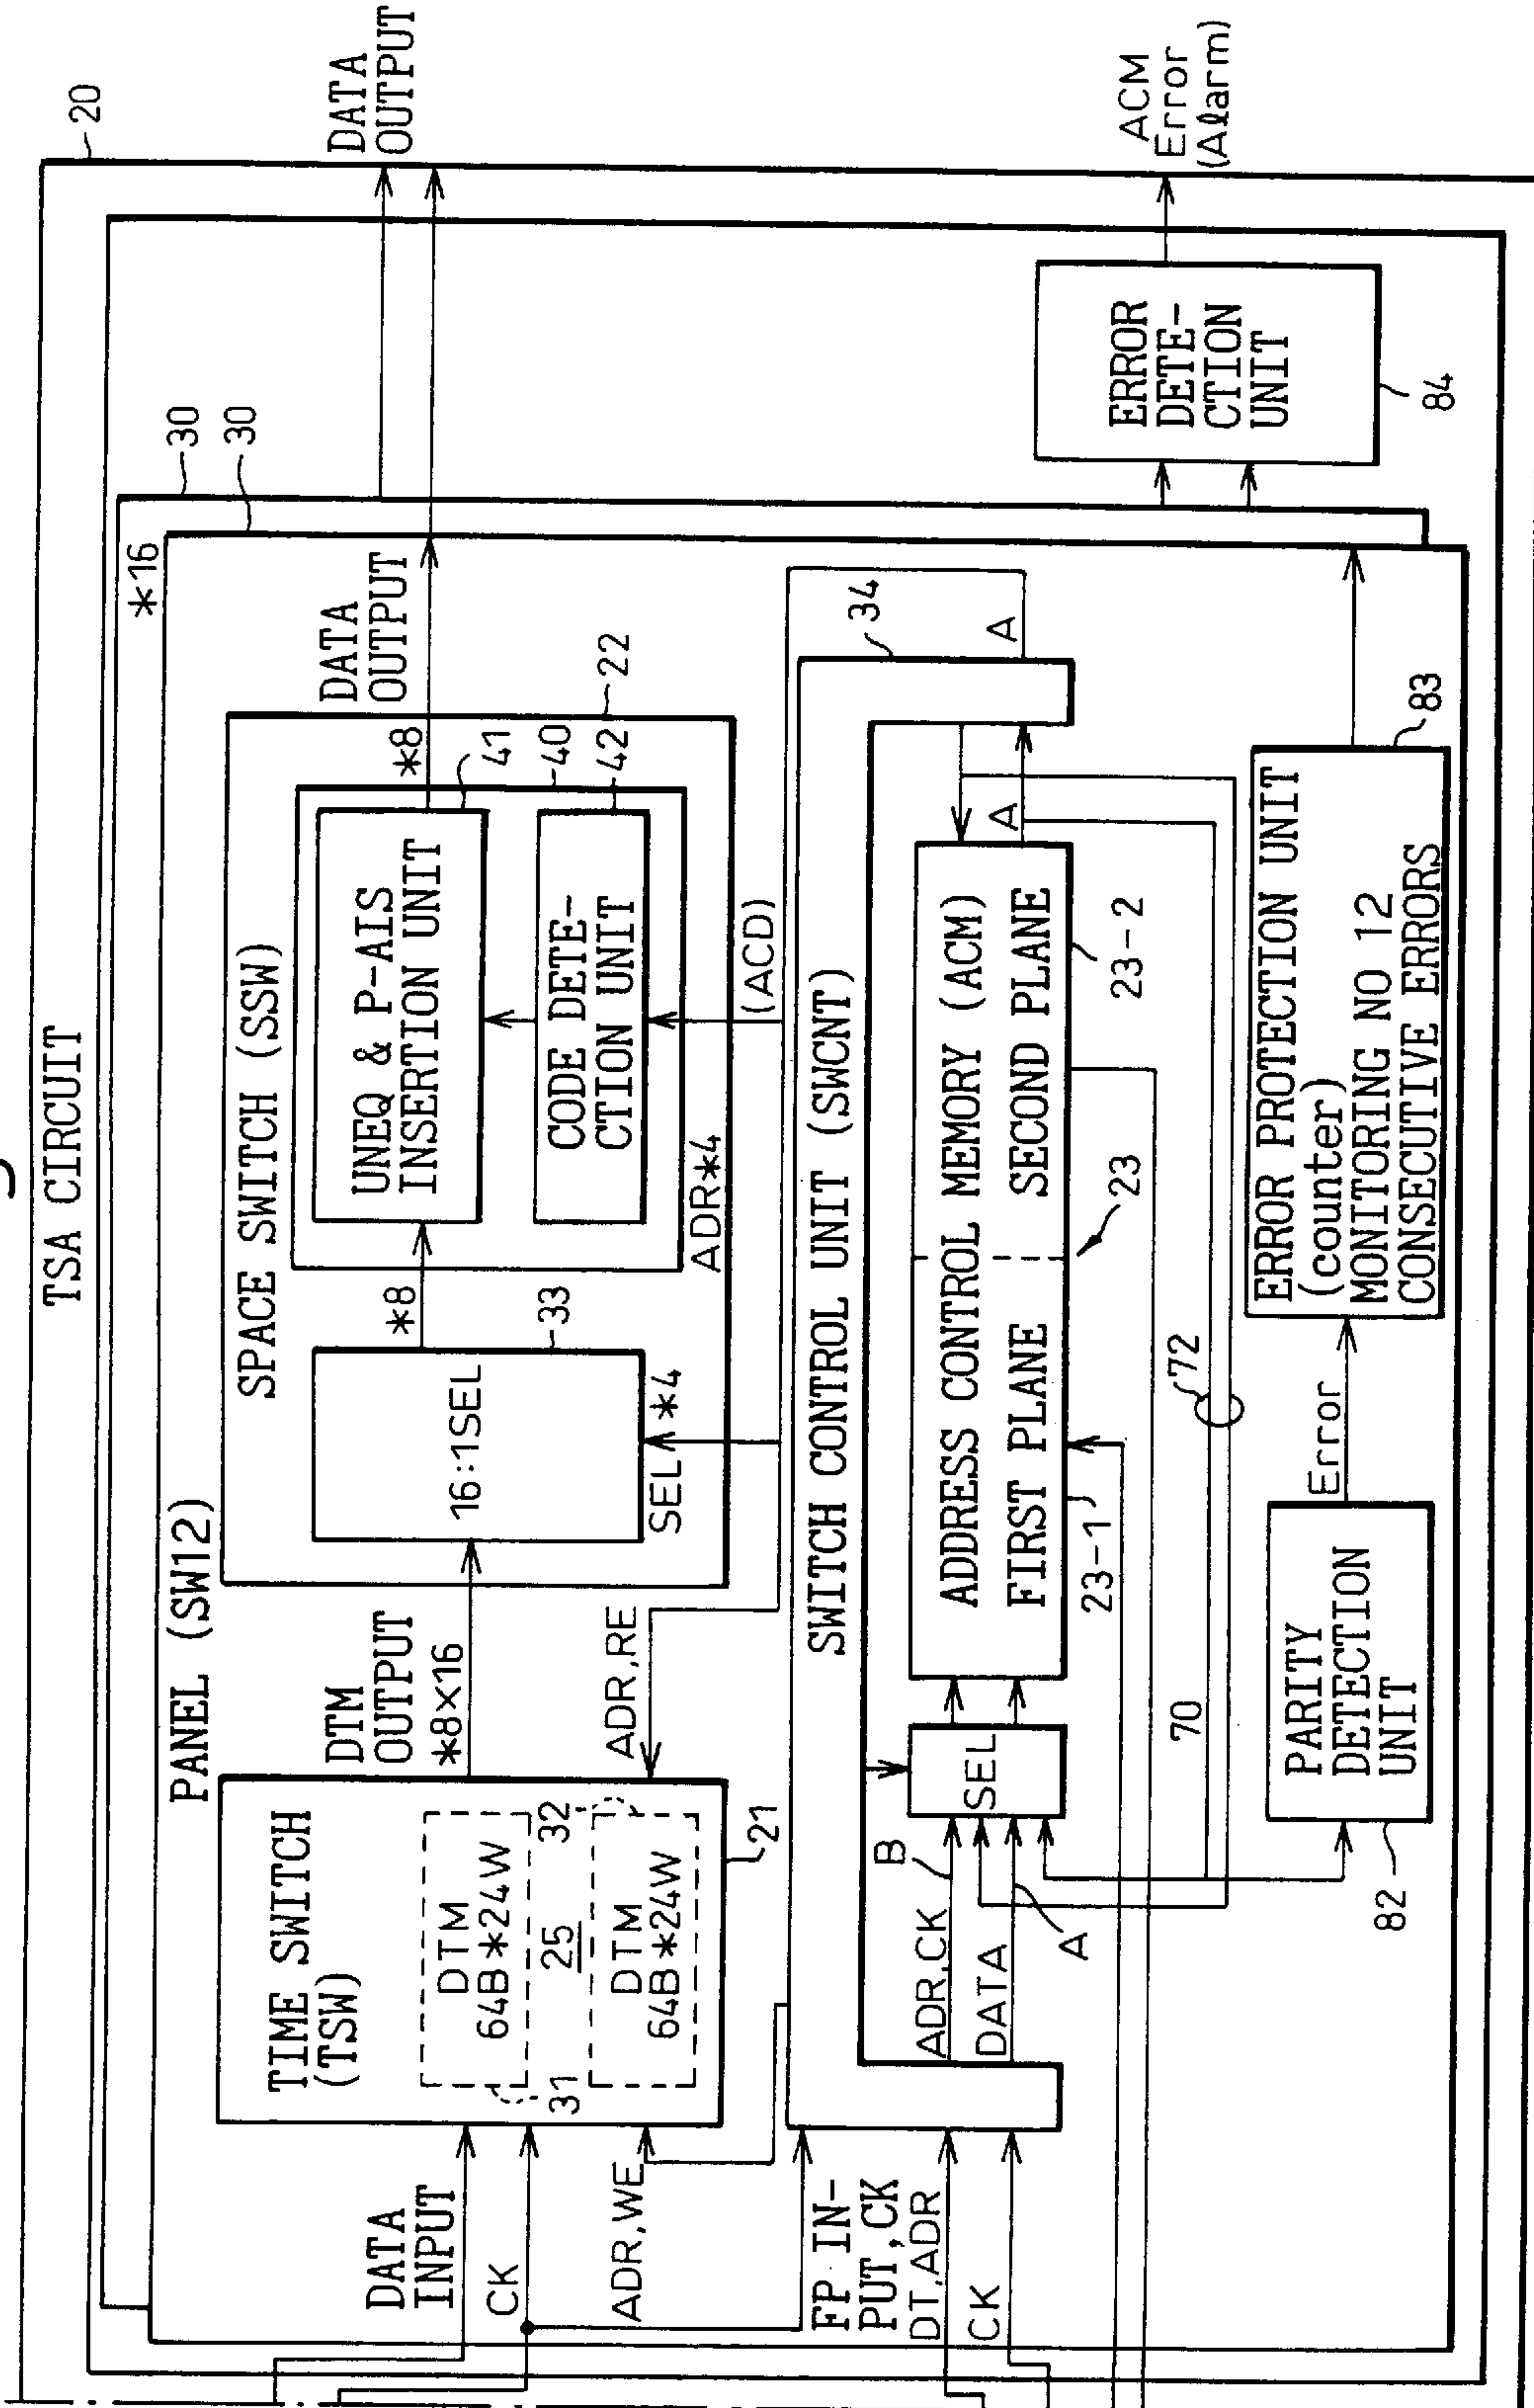 TSA CIRCUIT
20
PANEL (SW12)
*16
30
30
DATA
INPUT
CK
ADR,WE
TIME SWITCH
(TSW)
DTM
64B*24W
25
DTM
64B*24W
31
32
21
DTM
OUTPUT
*8×16
ADR,RE
SPACE SWITCH (SSW)
16:1SEL
33
SEL
*4
*8
UNEQ & P-AIS
INSERTION UNIT
CODE DETE-
CTION UNIT
ADR*4
(ACD)
*8
41
40
42
22
DATA
OUTPUT
DATA
OUTPUT
FP IN-
PUT,CK
DT,ADR
CK
SWITCH CONTROL UNIT (SWCNT)
34
ADR,CK
B
DATA
A
SEL
ADDRESS CONTROL MEMORY (ACM)
FIRST PLANE
SECOND PLANE
23-1
23
23-2
A
A
70
72
PARITY
DETECTION
UNIT
82
Error
ERROR PROTECTION UNIT
(counter)
MONITORING NO 12
CONSECUTIVE ERRORS
83
ERROR
DETE-
CTION
UNIT
84
ACM
Error
(Alarm)